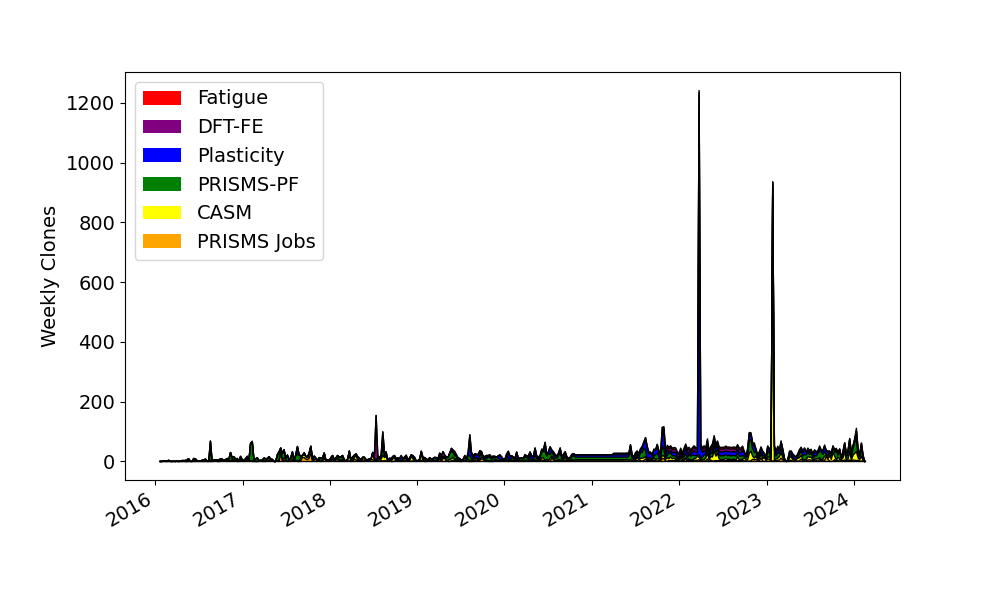 Weekly Clones
1200
1000
800
600
400
200
0
Fatigue
DFT-FE
Plasticity
PRISMS-PF
CASM
PRISMS Jobs
2016 2017 2018 2019 2020 2021 2022 2023 2024